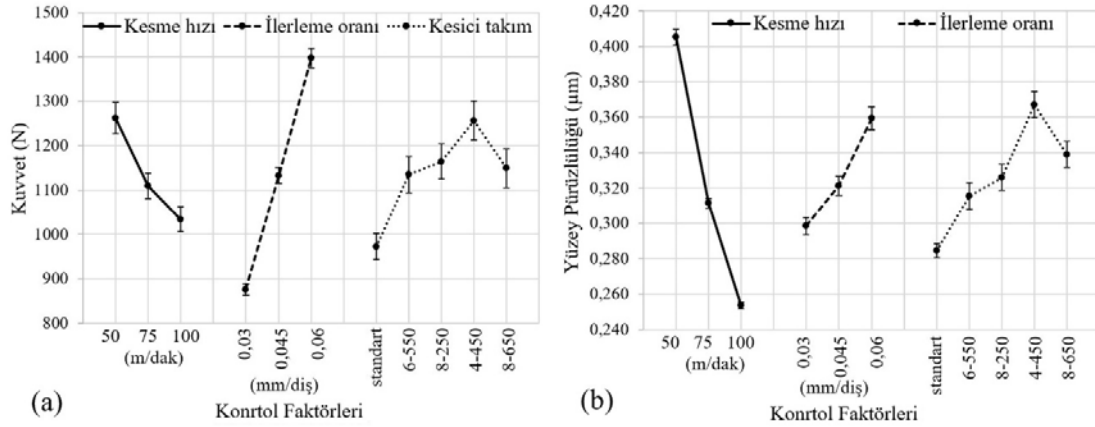 Kesme hızı İlerleme oranı Kesici takım
Kuvvet (N)
1500
1400
1300
1200
1100
1000
900
800
50 75 100
(m/dak)
0,03
0,045
0,06
(mm/diş)
standart
6-550
8-250
4-450
8-650
(a)
Konrtol Faktörleri
Kesme hızı İlerleme oranı
Yüzey Pürüzlülüğü (µm)
0,420
0,400
0,380
0,360
0,340
0,320
0,300
0,280
0,260
0,240
50 75 100
(m/dak)
0,03
0,045
0,06
(mm/diş)
standart
6-550
8-250
4-450
8-650
(b)
Konrtol Faktörleri